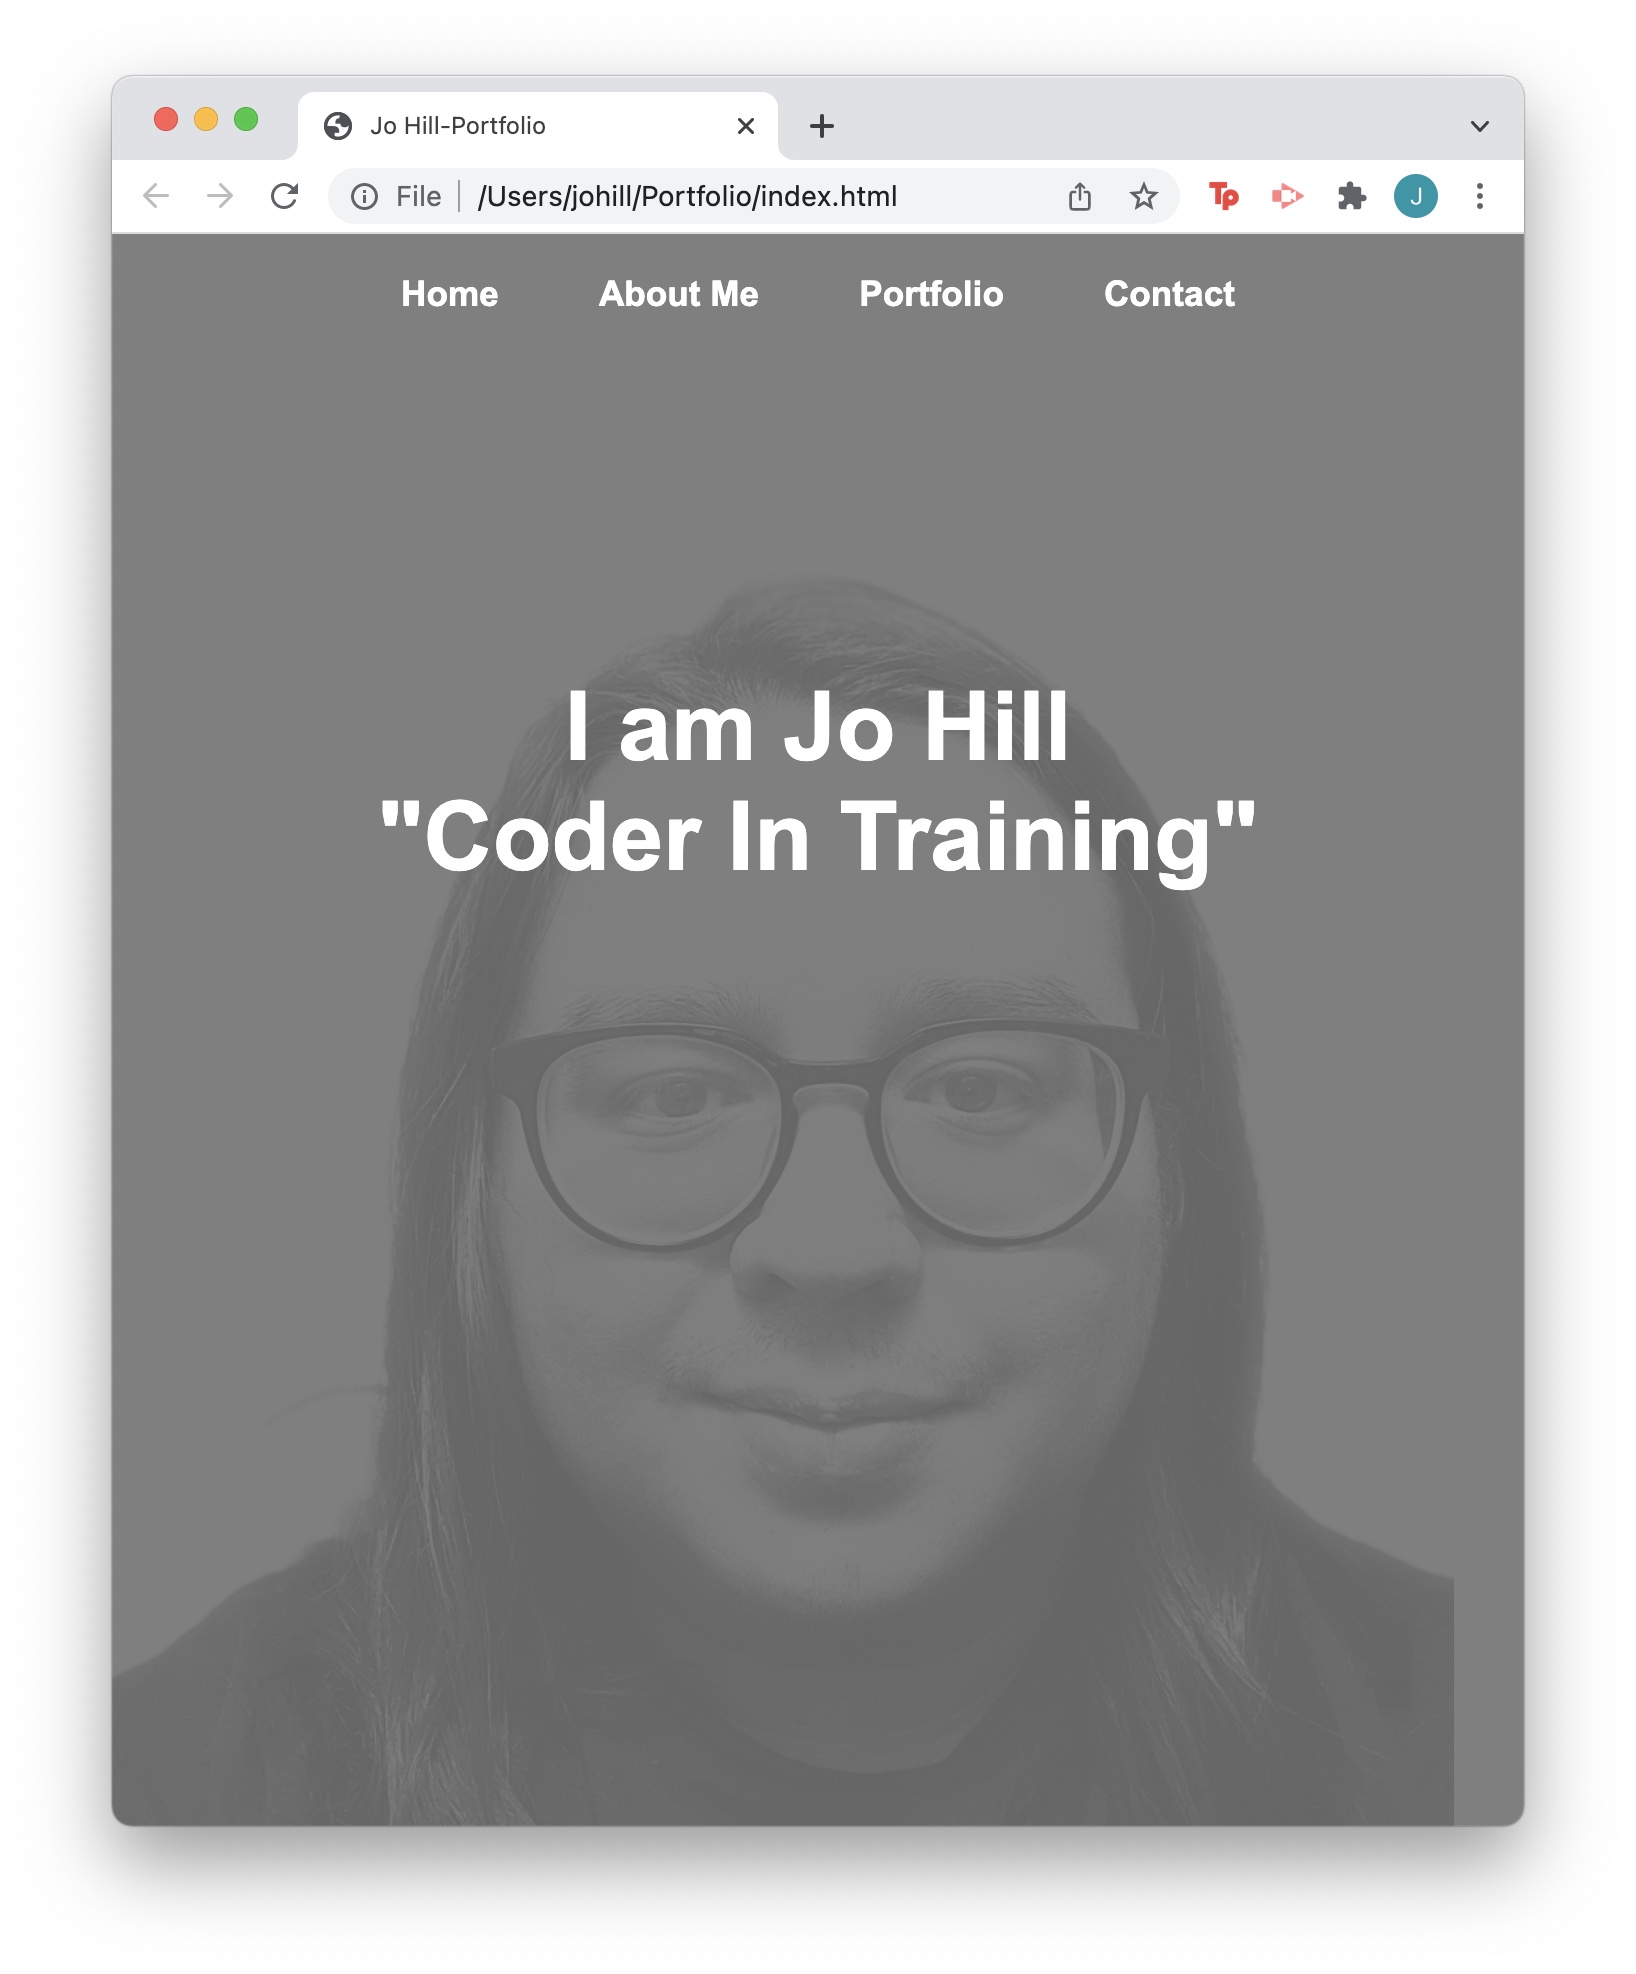 Jo Hill-Portfolio
File /Users/johill/Portfolio/index.html Tp J
Home About Me Portfolio Contact
I am Jo Hill
"Coder In Training"